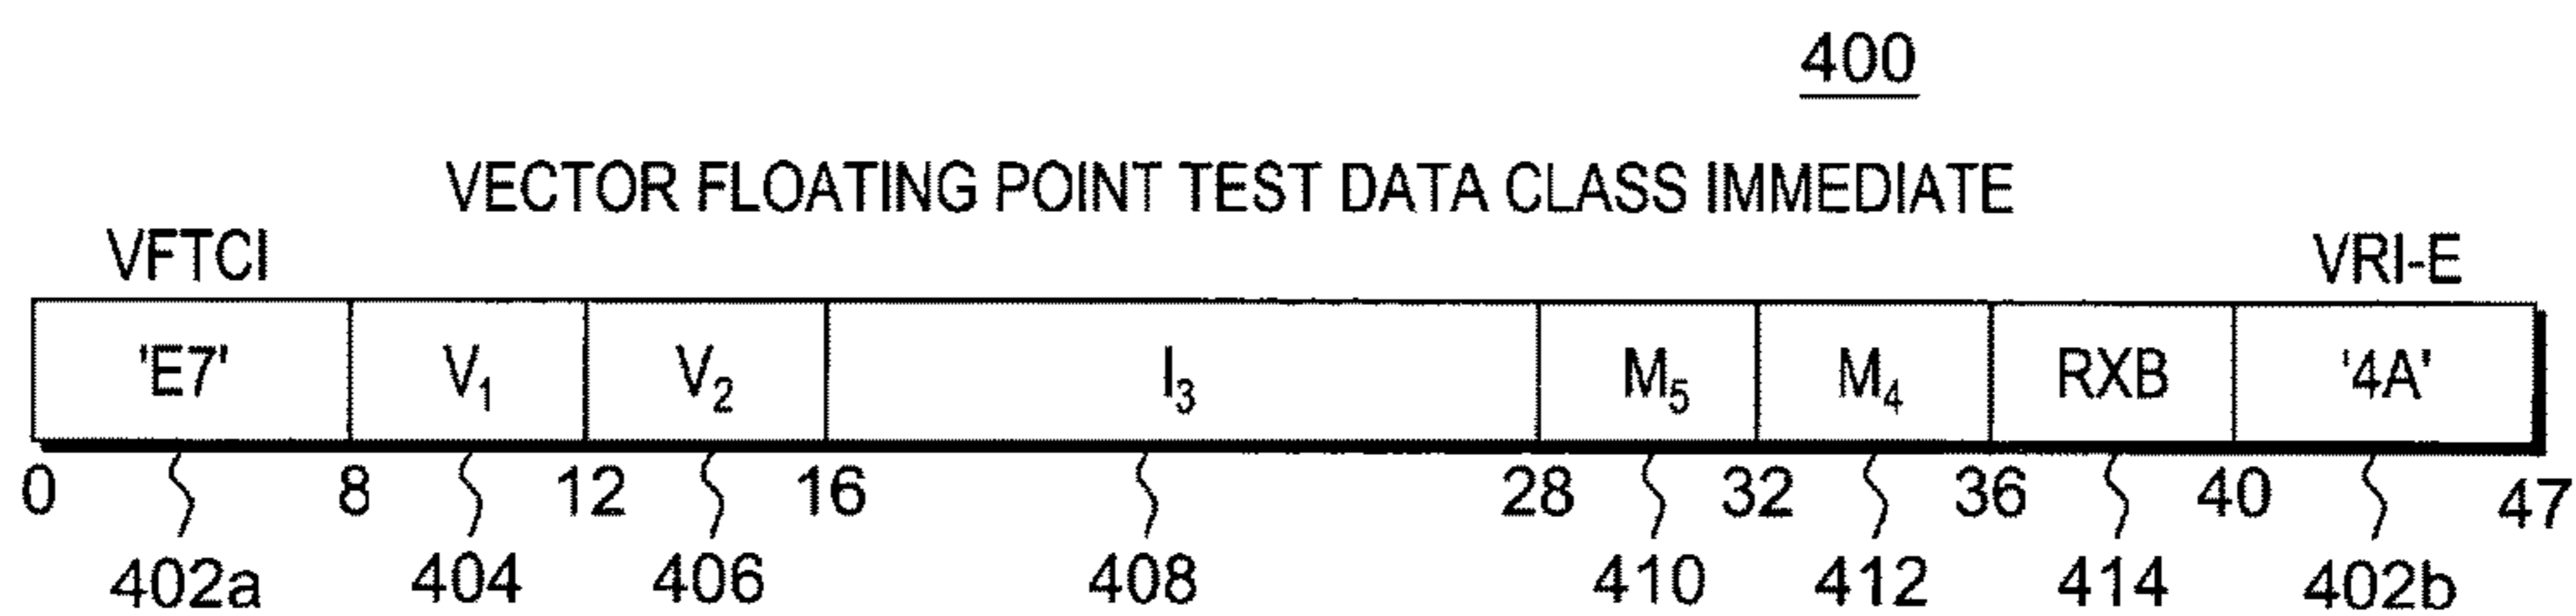 400
VECTOR FLOATING POINT TEST DATA CLASS IMMEDIATE
VFTCI VRI-E
'E7' V₁ V₂ I₃ M₅ M₄ RXB '4A'
0 8 12 16 28 32 36 40 47
402a 404 406 408 410 412 414 402b